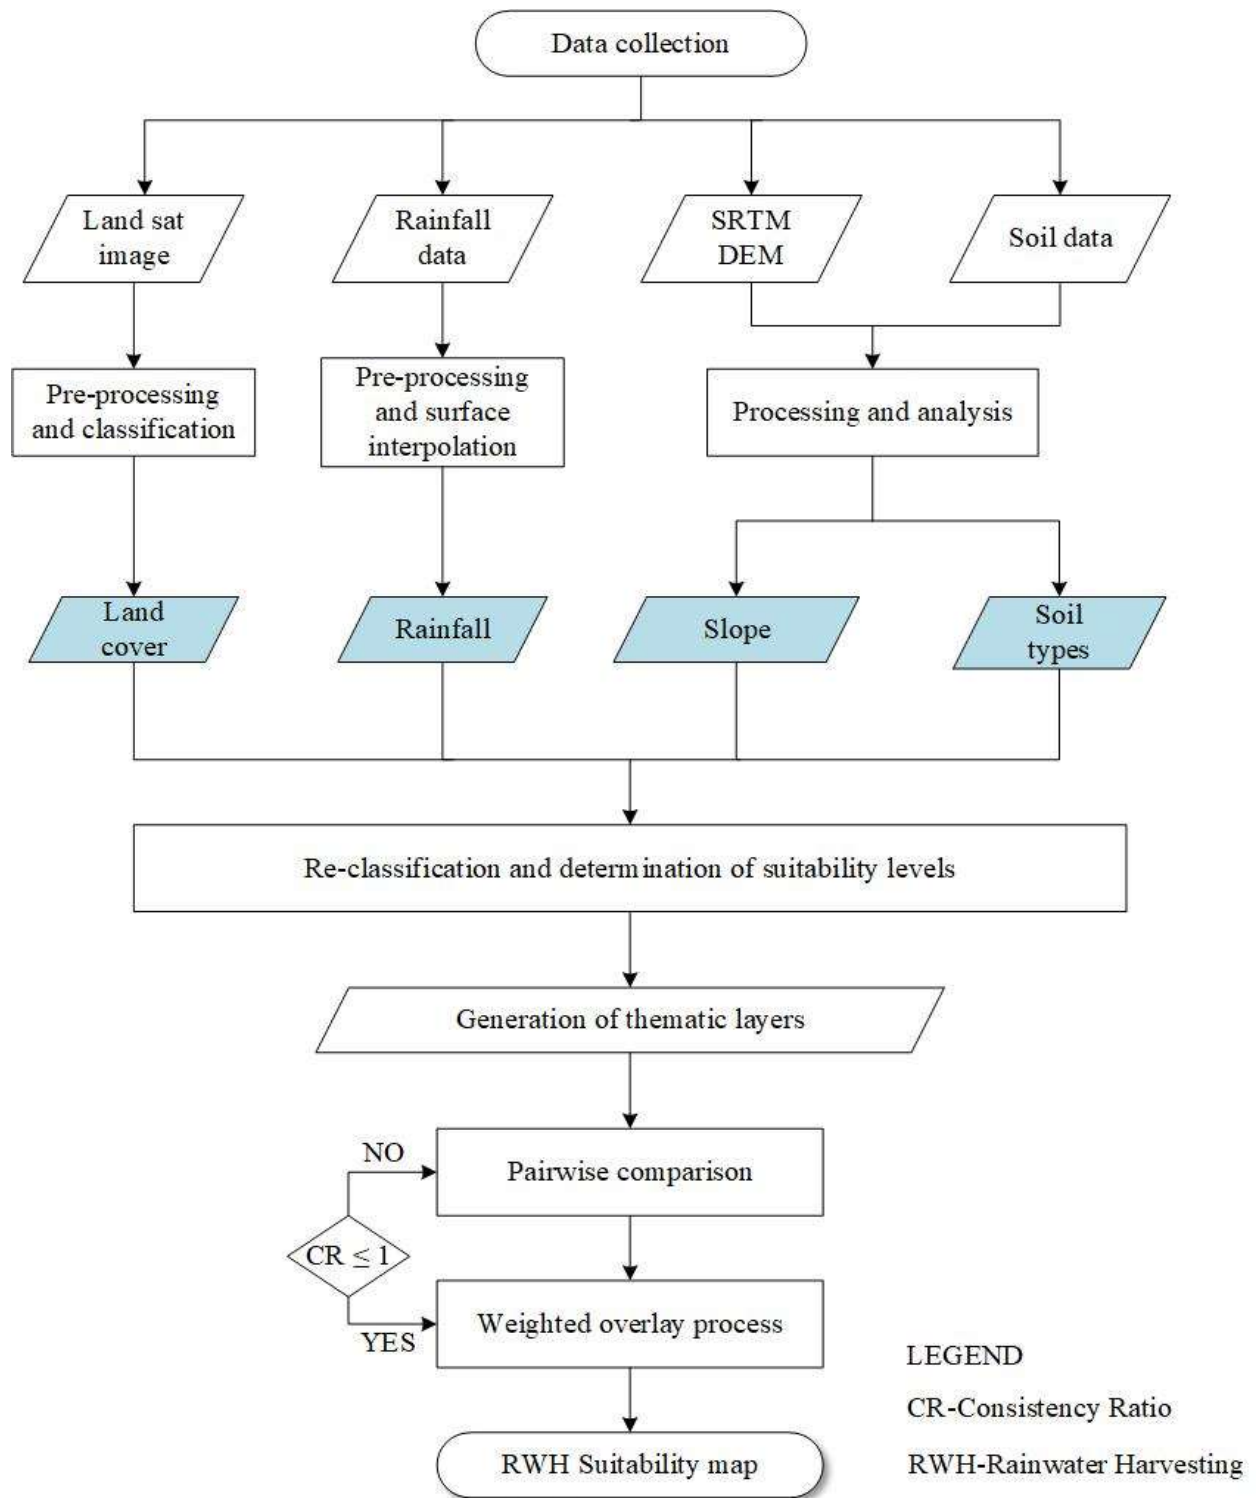 Data collection
Land sat
image
Rainfall
data
SRTM
DEM
Soil data
Pre-processing
and classification
Pre-processing
and surface
interpolation
Processing and analysis
Land
cover
Rainfall
Slope
Soil
types
Re-classification and determination of suitability levels
Generation of thematic layers
NO
Pairwise comparison
CR ≤ 1
YES
Weighted overlay process
RWH Suitability map
LEGEND
CR-Consistency Ratio
RWH-Rainwater Harvesting